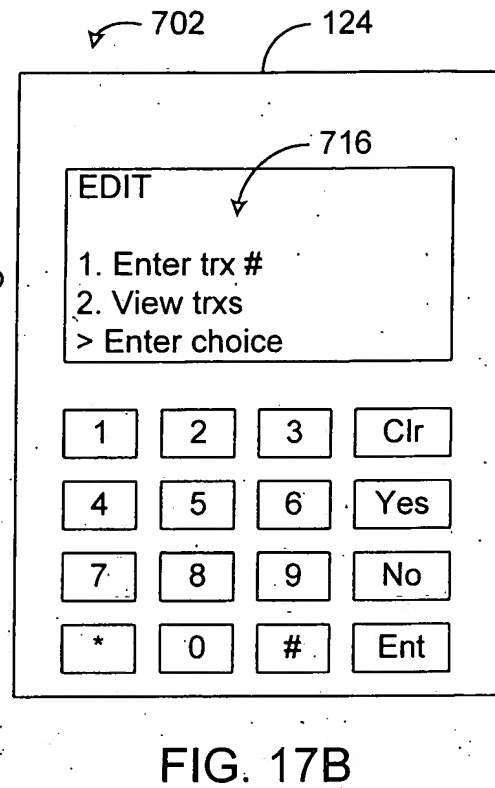 702 124
716
EDIT
1. Enter trx #
2. View trxs
> Enter choice
1 2 3 Clr
4 5 6 Yes
7 8 9 No
* 0 # Ent
FIG. 17B